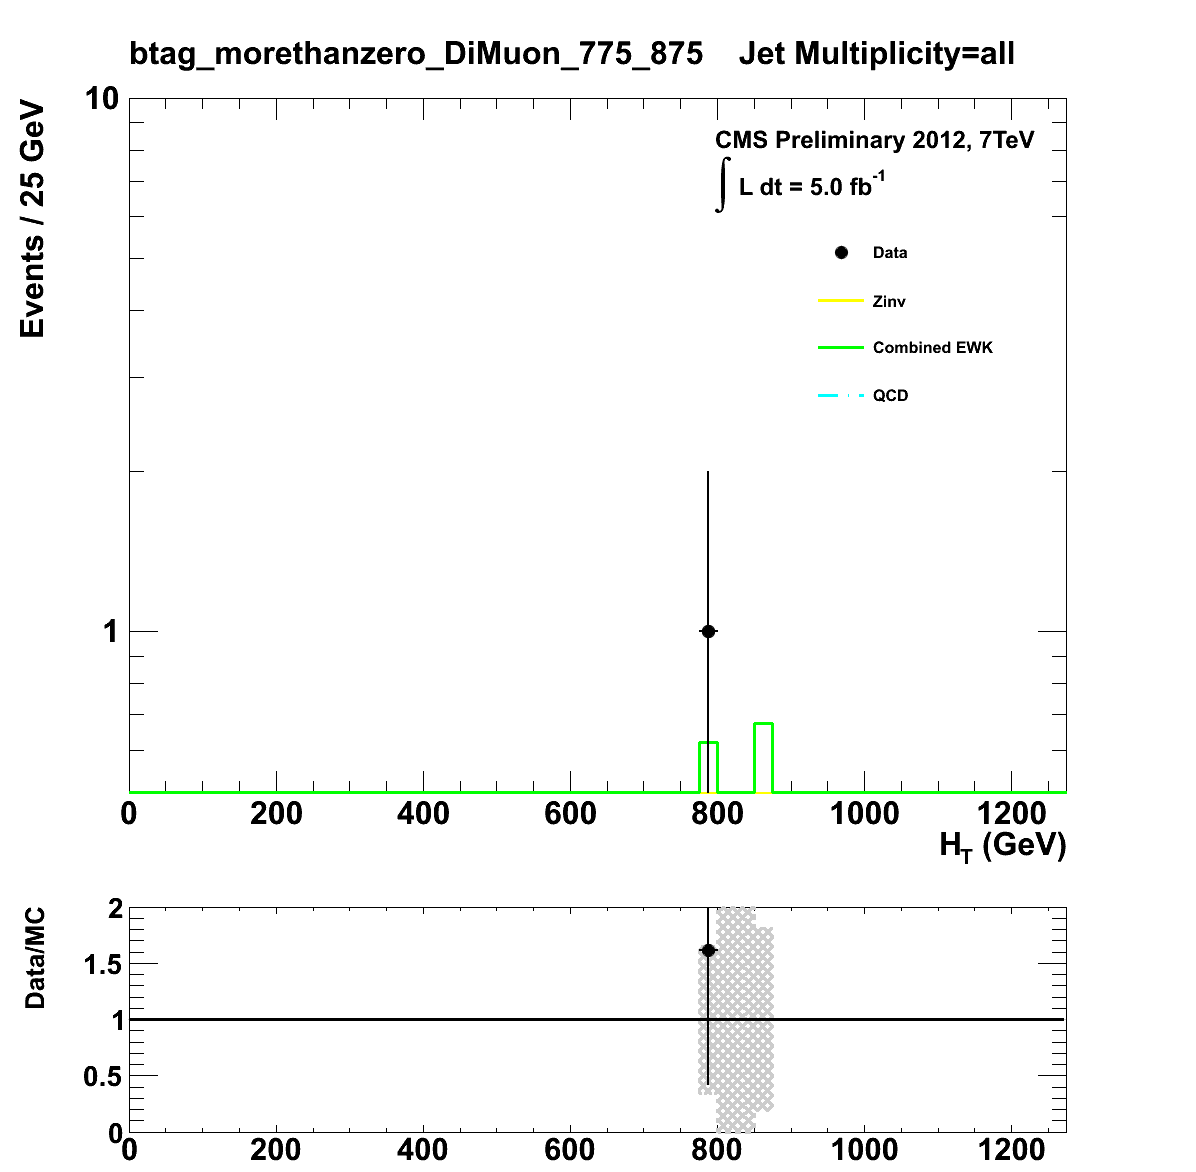 btag_morethanzero_DiMuon_775_875 Jet Multiplicity=all
Events / 25 GeV
10
1
CMS Preliminary 2012, 7TeV
∫ L dt = 5.0 fb⁻¹
Data
Zinv
Combined EWK
QCD
0 200 400 600 800 1000 1200
H_T (GeV)
Data/MC
2
1.5
1
0.5
0
0 200 400 600 800 1000 1200